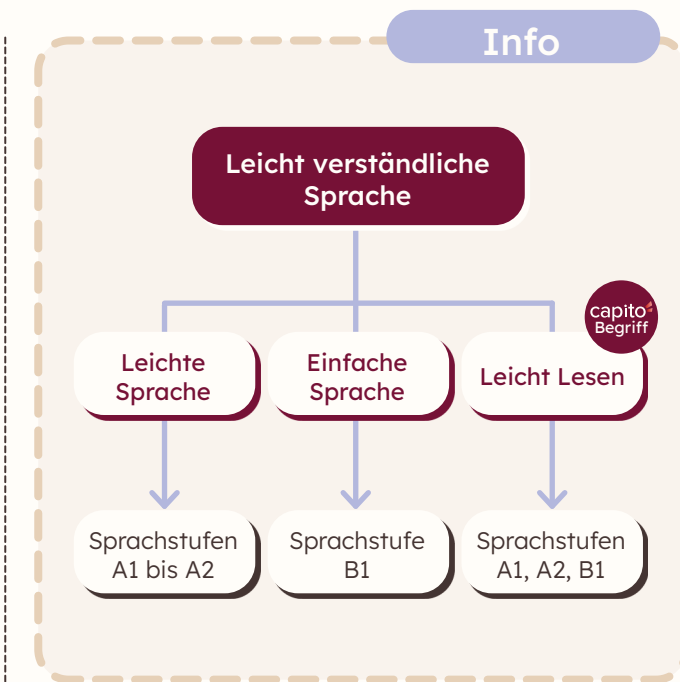 Info
Leicht verständliche
Sprache
capito
Begriff
Leichte
Sprache
Einfache
Sprache
Leicht Lesen
Sprachstufen
A1 bis A2
Sprachstufe
B1
Sprachstufen
A1, A2, B1